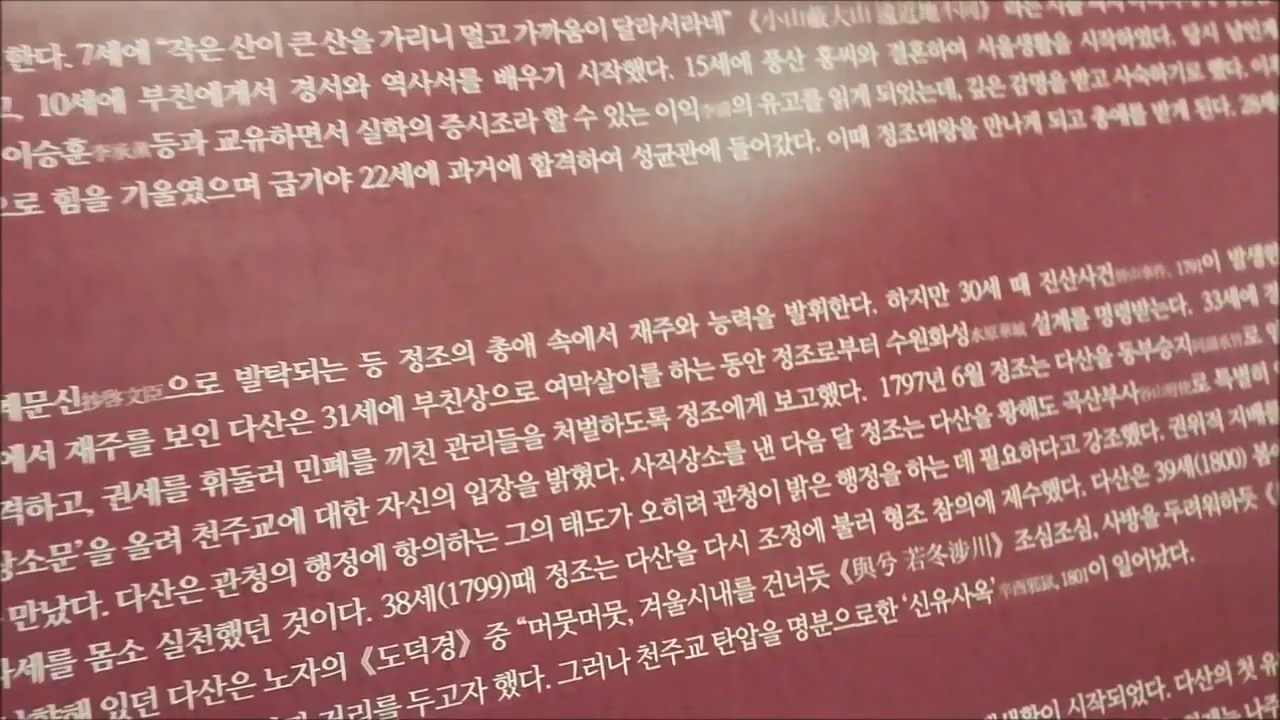 한다. 7세에 “작은 산이 큰 산을 가리니 멀고 가까움이 달라서라네” 《小山蔽大山 遠近地不同》
10세에 부친에게서 경서와 역사서를 배우기 시작했다. 15세에 풍산 홍씨와 결혼하여 서울생활을 시작하였다. 당시
이승훈 등과 교유하면서 실학의 증시조라 할 수 있는 이익의 유고를 읽게 되었는데, 깊은 감명을 받고 사숙하기로 했다.
으로 힘을 기울였으며 급기야 22세에 과거에 합격하여 성균관에 들어갔다. 이때 정조대왕을 만나게 되고 총애를 받게 된다.
계문신抄啓文臣으로 발탁되는 등 정조의 총애 속에서 재주와 능력을 발휘한다. 하지만 30세 때 진산사건, 1791이 발생한
에서 재주를 보인 다산은 31세에 부친상으로 여막살이를 하는 동안 정조로부터 수원화성水原華城 설계를 명령받는다. 33세에
격하고, 권세를 휘둘러 민폐를 끼친 관리들을 처벌하도록 정조에게 보고했다. 1797년 6월 정조는 다산을 동부승지로
상소문’을 올려 천주교에 대한 자신의 입장을 밝혔다. 사직상소를 낸 다음 달 정조는 다산을 황해도 곡산부사로 특별히
만났다. 다산은 관청의 행정에 항의하는 그의 태도가 오히려 관청이 밝은 행정을 하는 데 필요하다고 강조했다. 권위적
세를 몸소 실천했던 것이다. 38세(1799)때 정조는 다산을 다시 조정에 불러 형조 참의에 제수했다. 다산은 39세(1800) 봄
있던 다산은 노자의 《도덕경》 중 “머뭇머뭇, 겨울시내를 건너듯 《與兮 若冬涉川》 조심조심, 사방을 두려워하듯
거리를 두고자 했다. 그러나 천주교 탄압을 명분으로한 ‘신유사옥’辛酉邪獄, 1801이 일어났다.
시작되었다. 다산의 첫